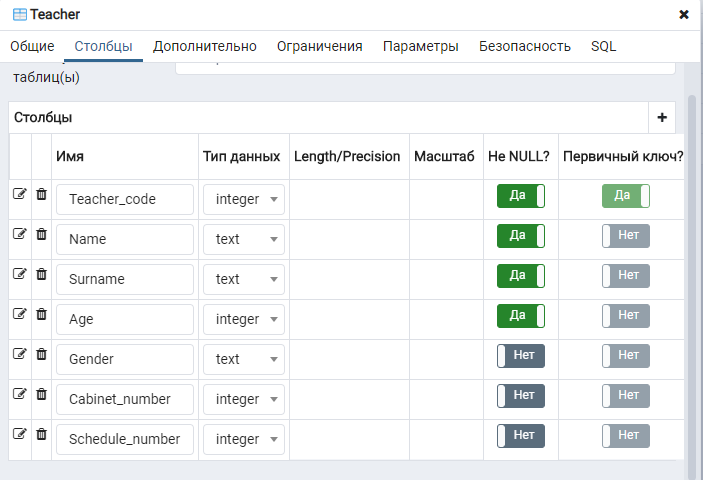 Teacher
Общие Столбцы Дополнительно Ограничения Параметры Безопасность SQL
таблиц(ы)
Столбцы
Имя Тип данных Length/Precision Масштаб Не NULL? Первичный ключ?
Teacher_code integer Да Да
Name text Да Нет
Surname text Да Нет
Age integer Да Нет
Gender text Нет Нет
Cabinet_number integer Нет Нет
Schedule_number integer Нет Нет